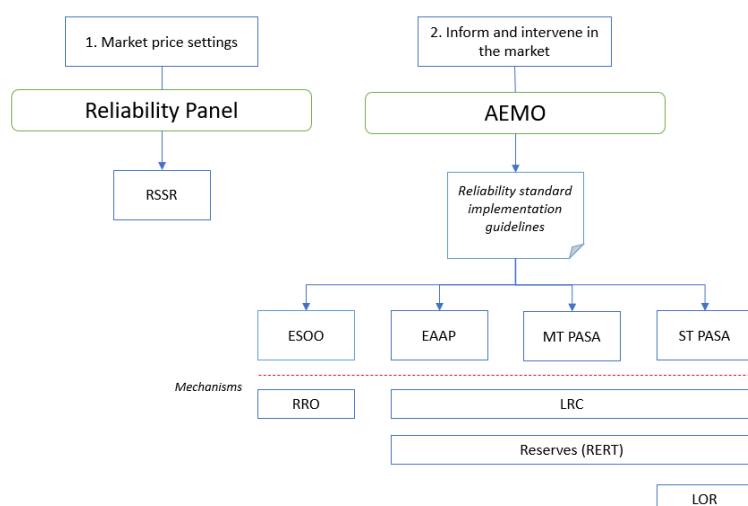 1. Market price settings
2. Inform and intervene in
the market
Reliability Panel
AEMO
RSSR
Reliability standard
implementation
guidelines
ESOO
EAAP
MT PASA
ST PASA
Mechanisms
RRO
LRC
Reserves (RERT)
LOR